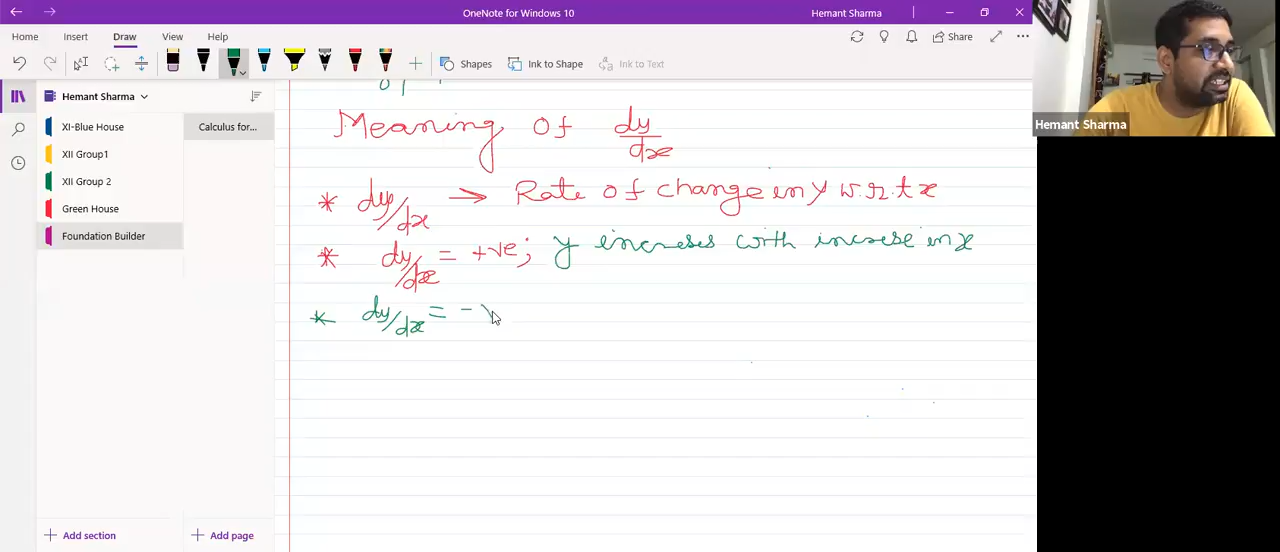 OneNote for Windows 10
Hemant Sharma
Home Insert Draw View Help
Share
Shapes Ink to Shape Ink to Text
Hemant Sharma
XI-Blue House
XII Group1
XII Group 2
Green House
Foundation Builder
Calculus for...
Add section
Add page
Meaning of dy/dx
* dy/dx → Rate of change in y w.r.t x
* dy/dx = +ve; y increses with increse in x
* dy/dx = -
Hemant Sharma